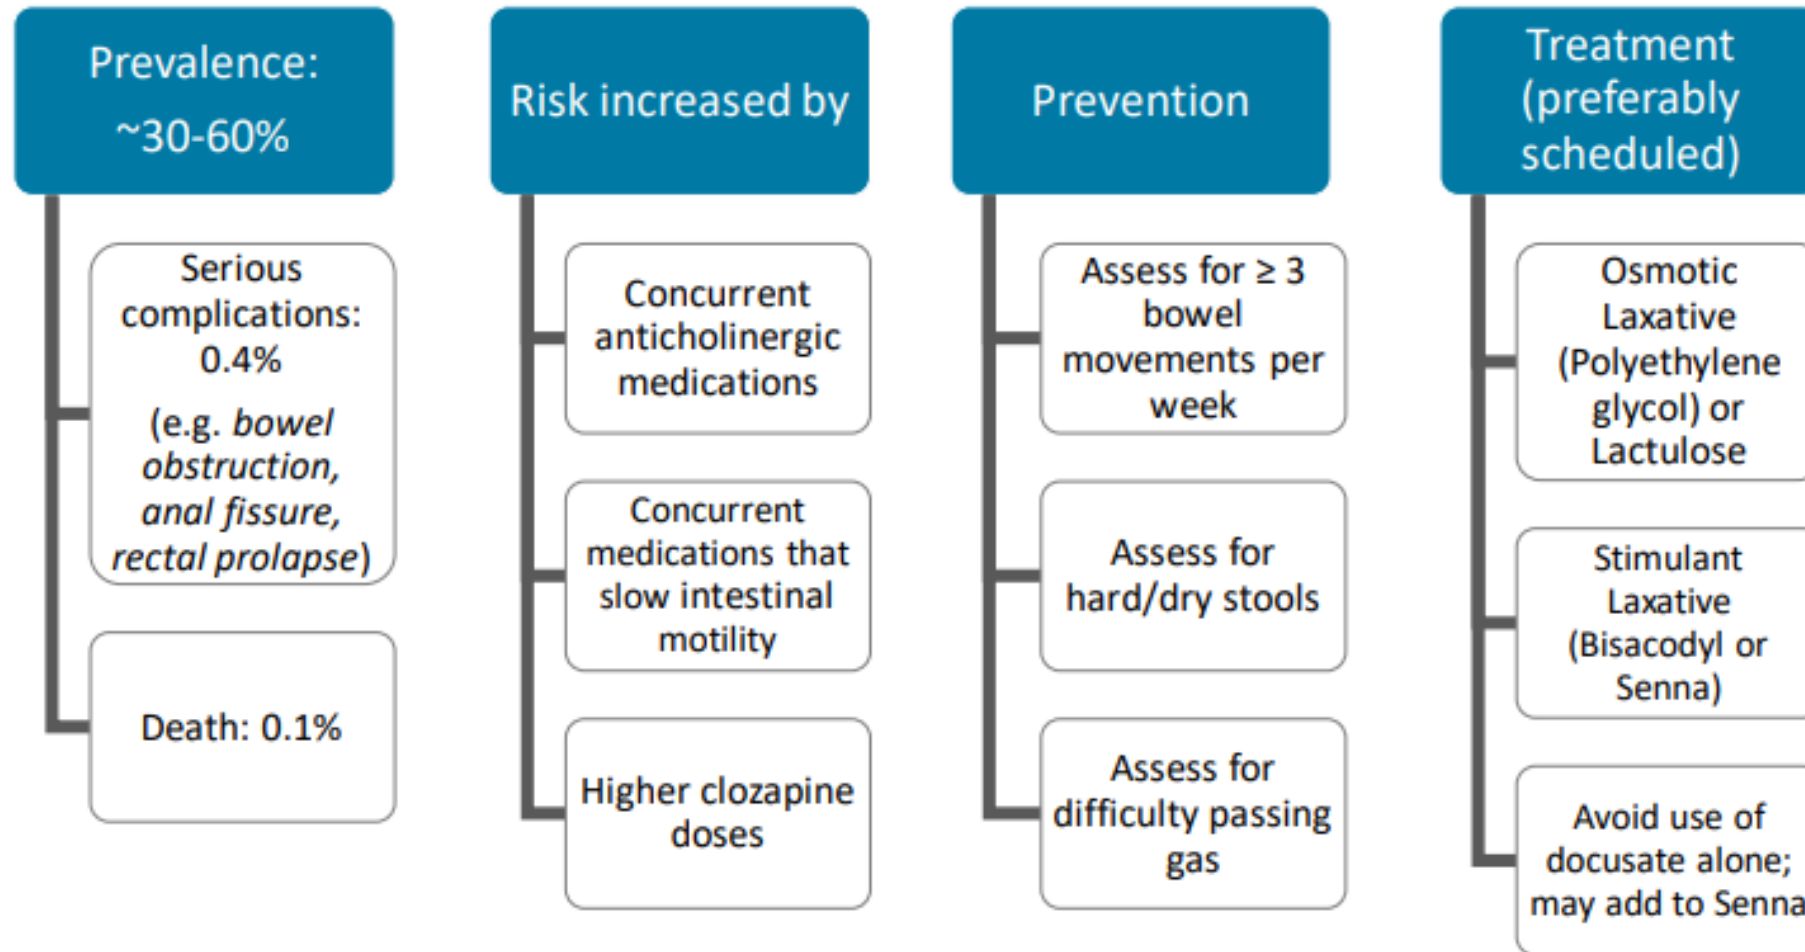 Prevalence:
~30-60%
Serious
complications:
0.4%
(e.g. bowel
obstruction,
anal fissure,
rectal prolapse)
Death: 0.1%
Risk increased by
Concurrent
anticholinergic
medications
Concurrent
medications that
slow intestinal
motility
Higher clozapine
doses
Prevention
Assess for ≥ 3
bowel
movements per
week
Assess for
hard/dry stools
Assess for
difficulty passing
gas
Treatment
(preferably
scheduled)
Osmotic
Laxative
(Polyethylene
glycol) or
Lactulose
Stimulant
Laxative
(Bisacodyl or
Senna)
Avoid use of
docusate alone;
may add to Senna